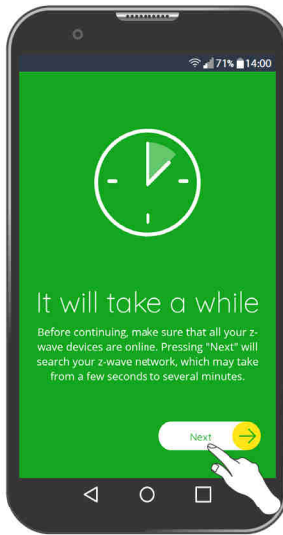 71% 14:00
It will take a while
Before continuing, make sure that all your z-
wave devices are online. Pressing "Next" will
search your z-wave network, which may take
from a few seconds to several minutes.
Next